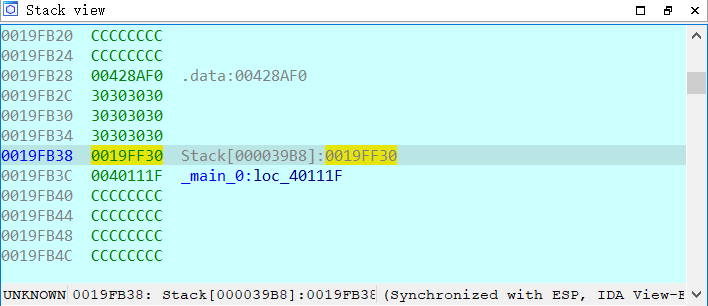 Stack view
0019FB20 CCCCCCCC
0019FB24 CCCCCCCC
0019FB28 00428AF0 .data:00428AF0
0019FB2C 30303030
0019FB30 30303030
0019FB34 30303030
0019FB38 0019FF30 Stack[000039B8]:0019FF30
0019FB3C 0040111F _main_0:loc_40111F
0019FB40 CCCCCCCC
0019FB44 CCCCCCCC
0019FB48 CCCCCCCC
0019FB4C CCCCCCCC
UNKNOWN 0019FB38: Stack[000039B8]:0019FB38 (Synchronized with ESP, IDA View-E